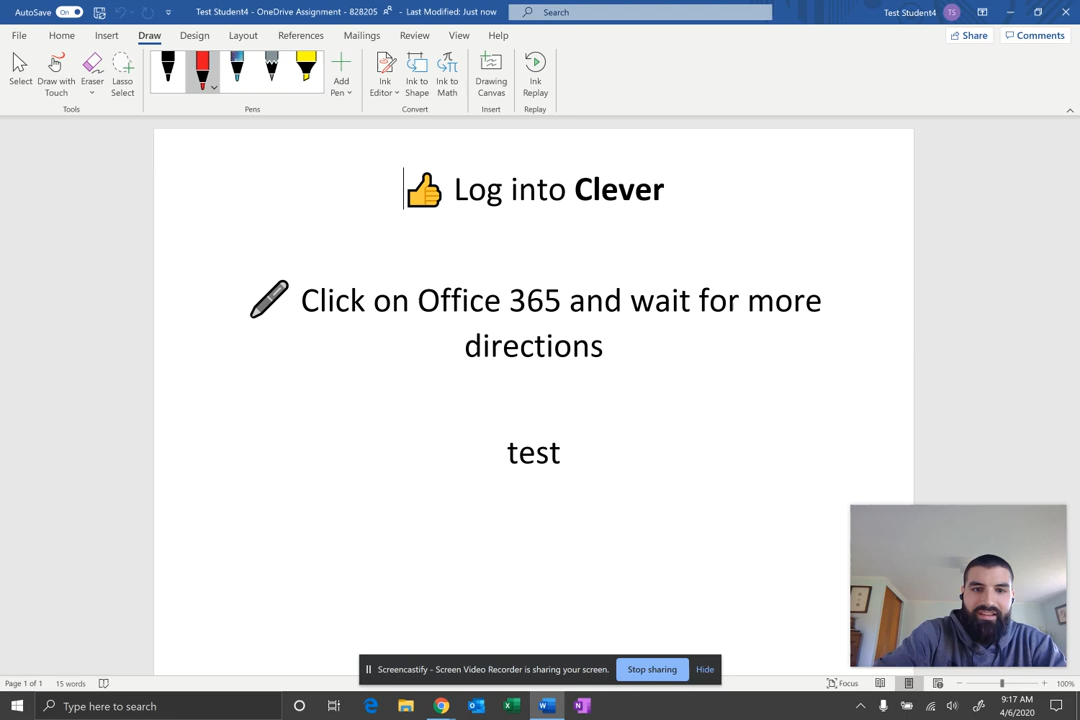 AutoSave On Test Student4 - OneDrive Assignment - 828205 - Last Modified: Just now Search Test Student4 TS
File Home Insert Draw Design Layout References Mailings Review View Help Share Comments
Select Draw with Touch Eraser Lasso Select Add Pen Ink Editor Ink to Shape Ink to Math Drawing Canvas Ink Replay
Tools Pens Convert Insert Replay
👍 Log into Clever
🖊 Click on Office 365 and wait for more
directions
test
Screencastify - Screen Video Recorder is sharing your screen. Stop sharing Hide
Page 1 of 1 15 words Focus 100%
Type here to search 9:17 AM
4/6/2020